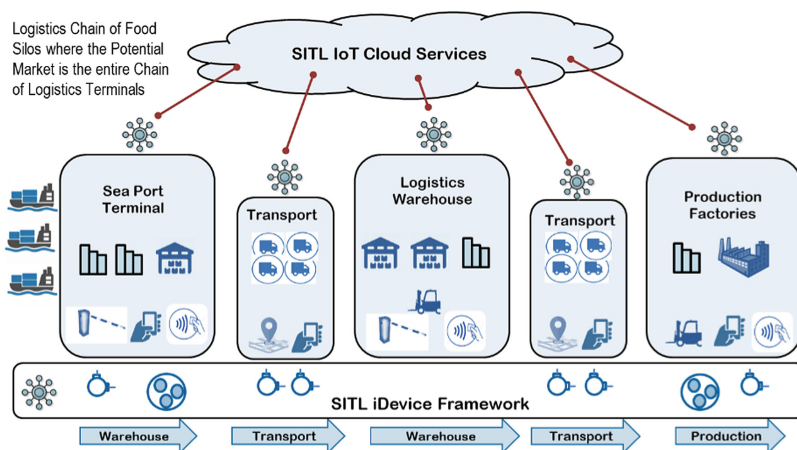 Logistics Chain of Food
Silos where the Potential
Market is the entire Chain
of Logistics Terminals
SITL IoT Cloud Services
Sea Port
Terminal
Transport
Logistics
Warehouse
Transport
Production
Factories
SITL iDevice Framework
Warehouse
Transport
Warehouse
Transport
Production